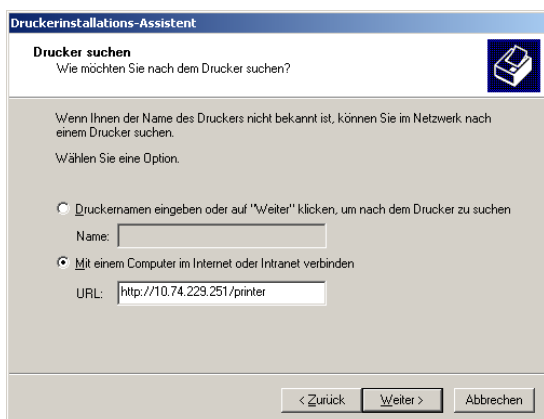 Druckerinstallations-Assistent
Drucker suchen
Wie möchten Sie nach dem Drucker suchen?
Wenn Ihnen der Name des Druckers nicht bekannt ist, können Sie im Netzwerk nach
einem Drucker suchen.
Wählen Sie eine Option.
Druckernamen eingeben oder auf "Weiter" klicken, um nach dem Drucker zu suchen
Name:
Mit einem Computer im Internet oder Intranet verbinden
URL: http://10.74.229.251/printer
< Zurück Weiter > Abbrechen